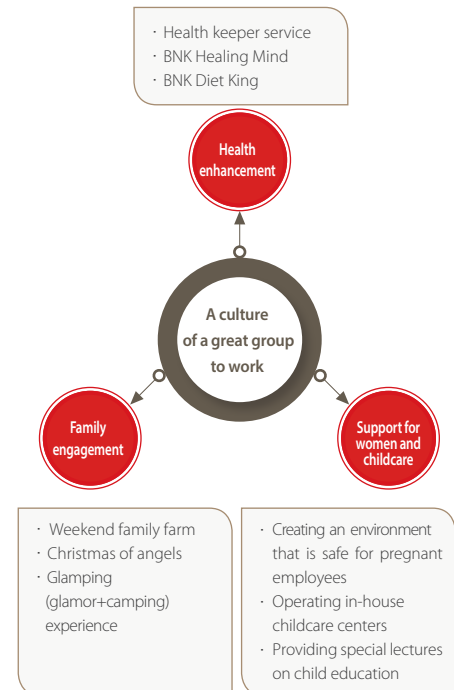 · Health keeper service
· BNK Healing Mind
· BNK Diet King
Health
enhancement
A culture
of a great group
to work
Family
engagement
Support for
women and
childcare
· Weekend family farm
· Christmas of angels
· Glamping
(glamor+camping)
experience
· Creating an environment
that is safe for pregnant
employees
· Operating in-house
childcare centers
· Providing special lectures
on child education